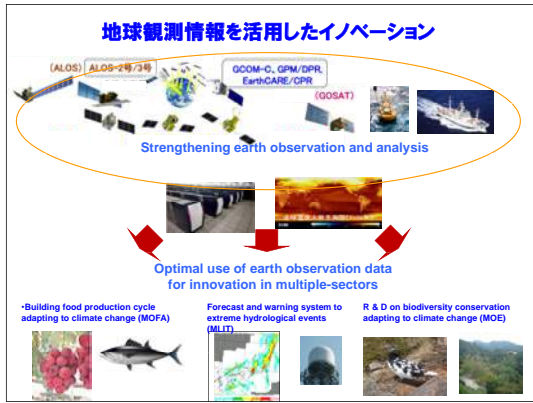 地球観測情報を活用したイノベーション
(ALOS)
ALOS-2号/3号
GCOM-C、GPM/DPR,
EarthCARE/CPR
(GOSAT)
Strengthening earth observation and analysis
Optimal use of earth observation data
for innovation in multiple-sectors
•Building food production cycle
adapting to climate change (MOFA)
Forecast and warning system to
extreme hydrological events
(MLIT)
R & D on biodiversity conservation
adapting to climate change (MOE)